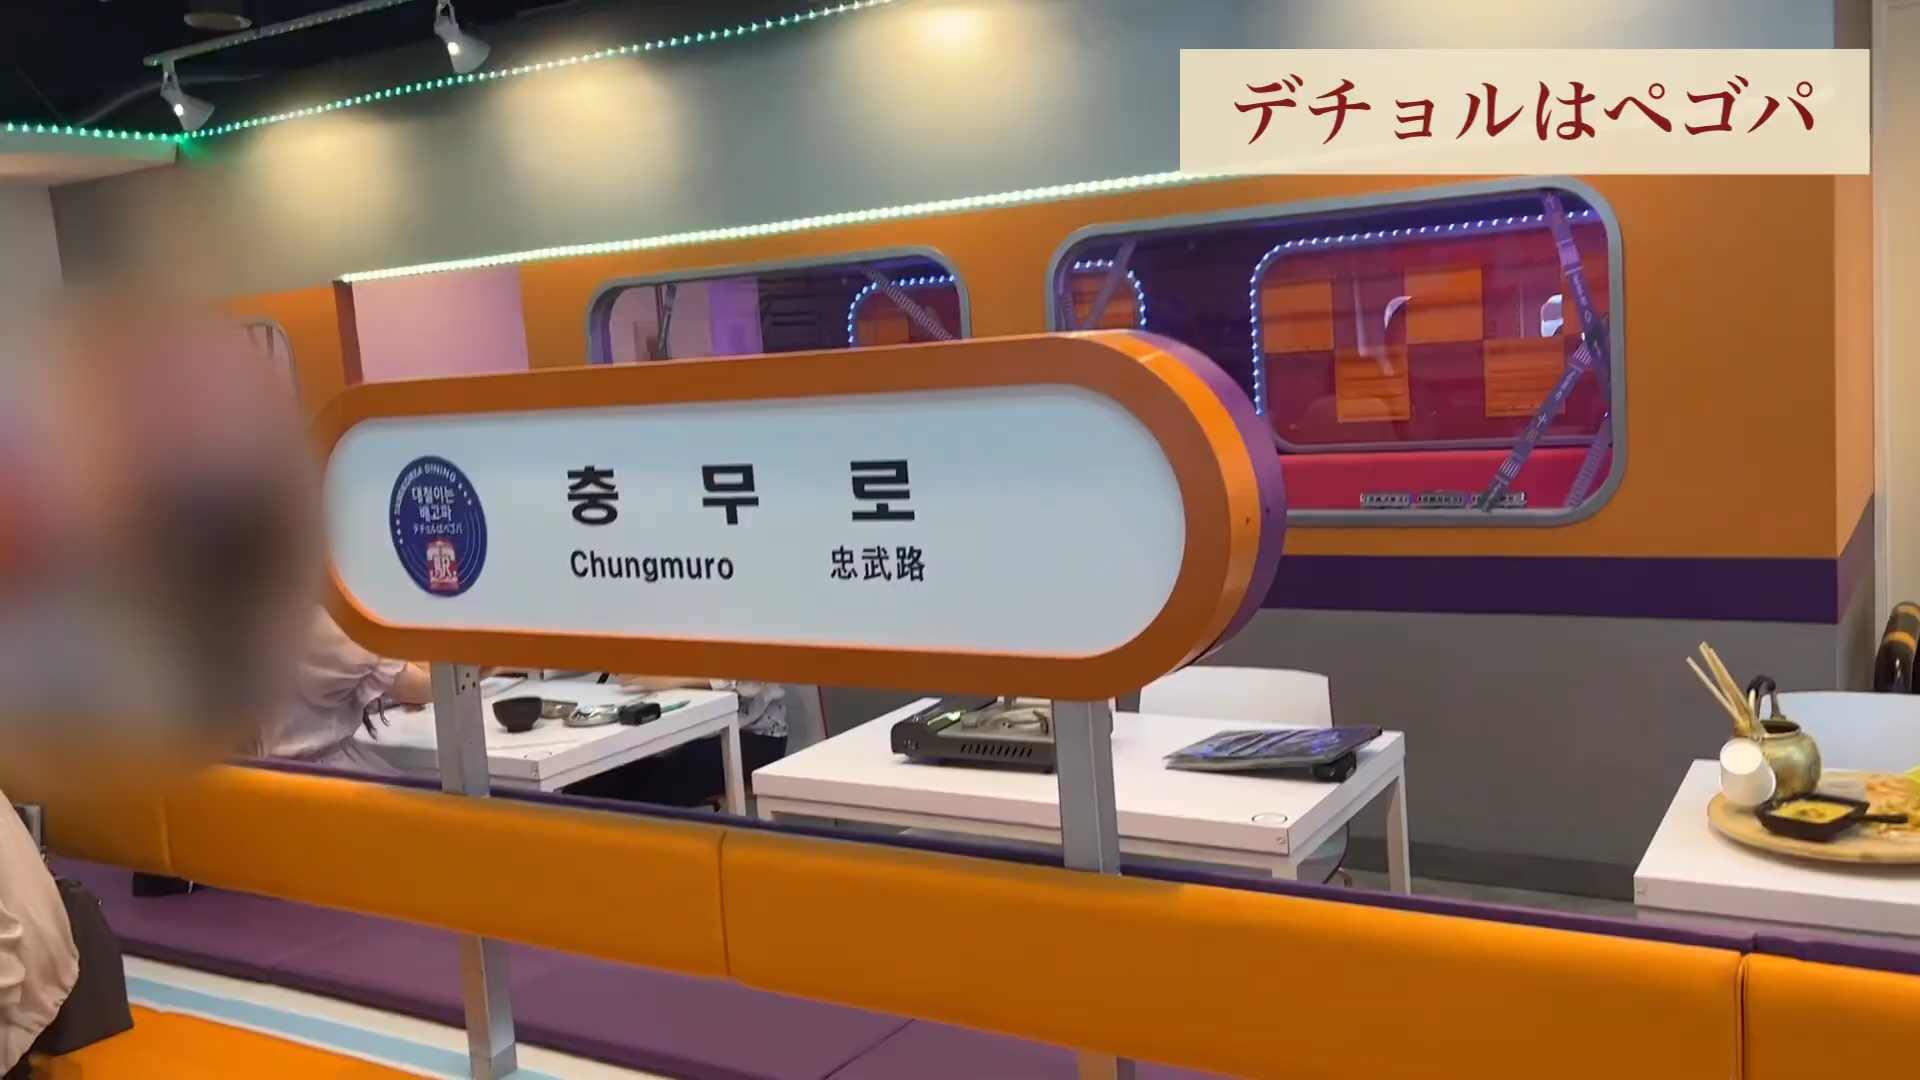 デチョルはペゴパ
대철이는
배고파
デチョルはペゴパ
충무로
Chungmuro 忠武路